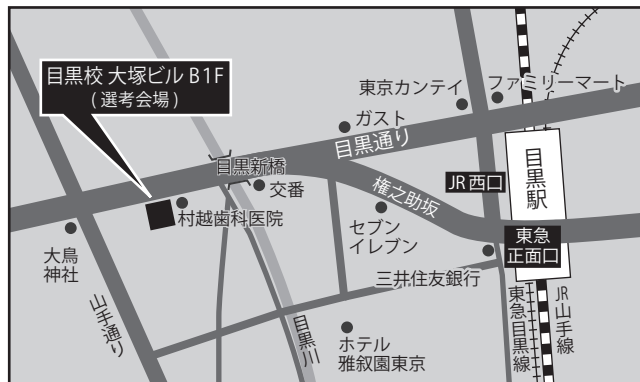 目黒校 大塚ビル B1F
( 選考会場 )
東京カンテイ
ファミリーマート
ガスト
目黒通り
目黒新橋
交番
村越歯科医院
権之助坂
JR 西口
目黒駅
大鳥
神社
セブン
イレブン
東急
正面口
三井住友銀行
山手通り
目黒川
ホテル
雅叙園東京
東急目黒線
JR山手線